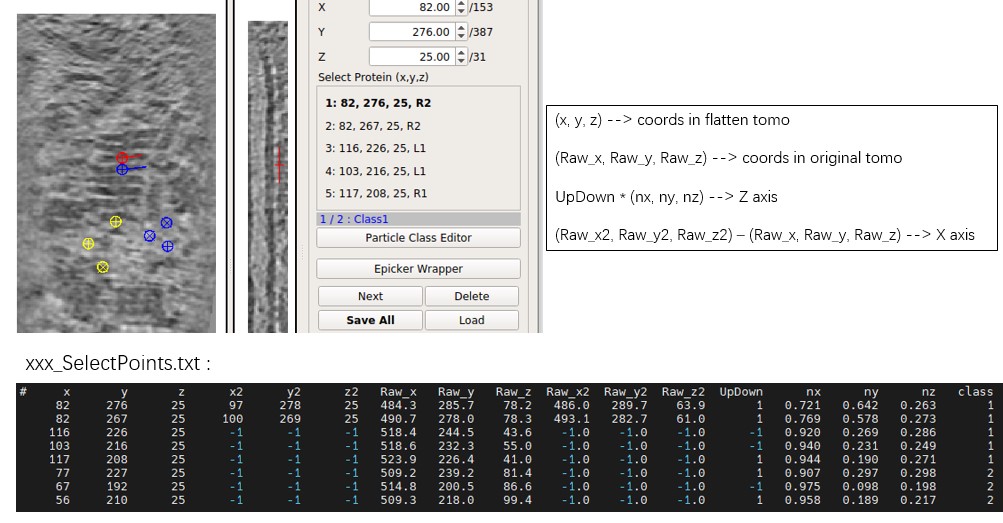 X 82.00 /153
Y 276.00 /387
Z 25.00 /31
Select Protein (x,y,z)
1: 82, 276, 25, R2
2: 82, 267, 25, R2
3: 116, 226, 25, L1
4: 103, 216, 25, L1
5: 117, 208, 25, R1
1 / 2 : Class1
Particle Class Editor
Epicker Wrapper
Next Delete
Save All Load
(x, y, z) --> coords in flatten tomo
(Raw_x, Raw_y, Raw_z) --> coords in original tomo
UpDown * (nx, ny, nz) --> Z axis
(Raw_x2, Raw_y2, Raw_z2) – (Raw_x, Raw_y, Raw_z) --> X axis
xxx_SelectPoints.txt :
# x y z x2 y2 z2 Raw_x Raw_y Raw_z Raw_x2 Raw_y2 Raw_z2 UpDown nx ny nz class
82 276 25 97 278 25 484.3 285.7 78.2 486.0 289.7 63.9 1 0.721 0.642 0.263 1
82 267 25 100 269 25 490.7 278.0 78.3 493.1 282.7 61.0 1 0.769 0.578 0.273 1
116 226 25 -1 -1 -1 518.4 244.5 43.6 -1.0 -1.0 -1.0 -1 0.920 0.269 0.286 1
103 216 25 -1 -1 -1 518.6 232.3 55.0 -1.0 -1.0 -1.0 -1 0.940 0.231 0.249 1
117 208 25 -1 -1 -1 523.9 226.4 41.0 -1.0 -1.0 -1.0 1 0.944 0.190 0.271 1
77 227 25 -1 -1 -1 509.2 239.2 81.4 -1.0 -1.0 -1.0 1 0.907 0.297 0.298 2
67 192 25 -1 -1 -1 514.8 200.5 86.6 -1.0 -1.0 -1.0 -1 0.975 0.098 0.198 2
56 210 25 -1 -1 -1 509.3 218.0 99.4 -1.0 -1.0 -1.0 1 0.958 0.189 0.217 2